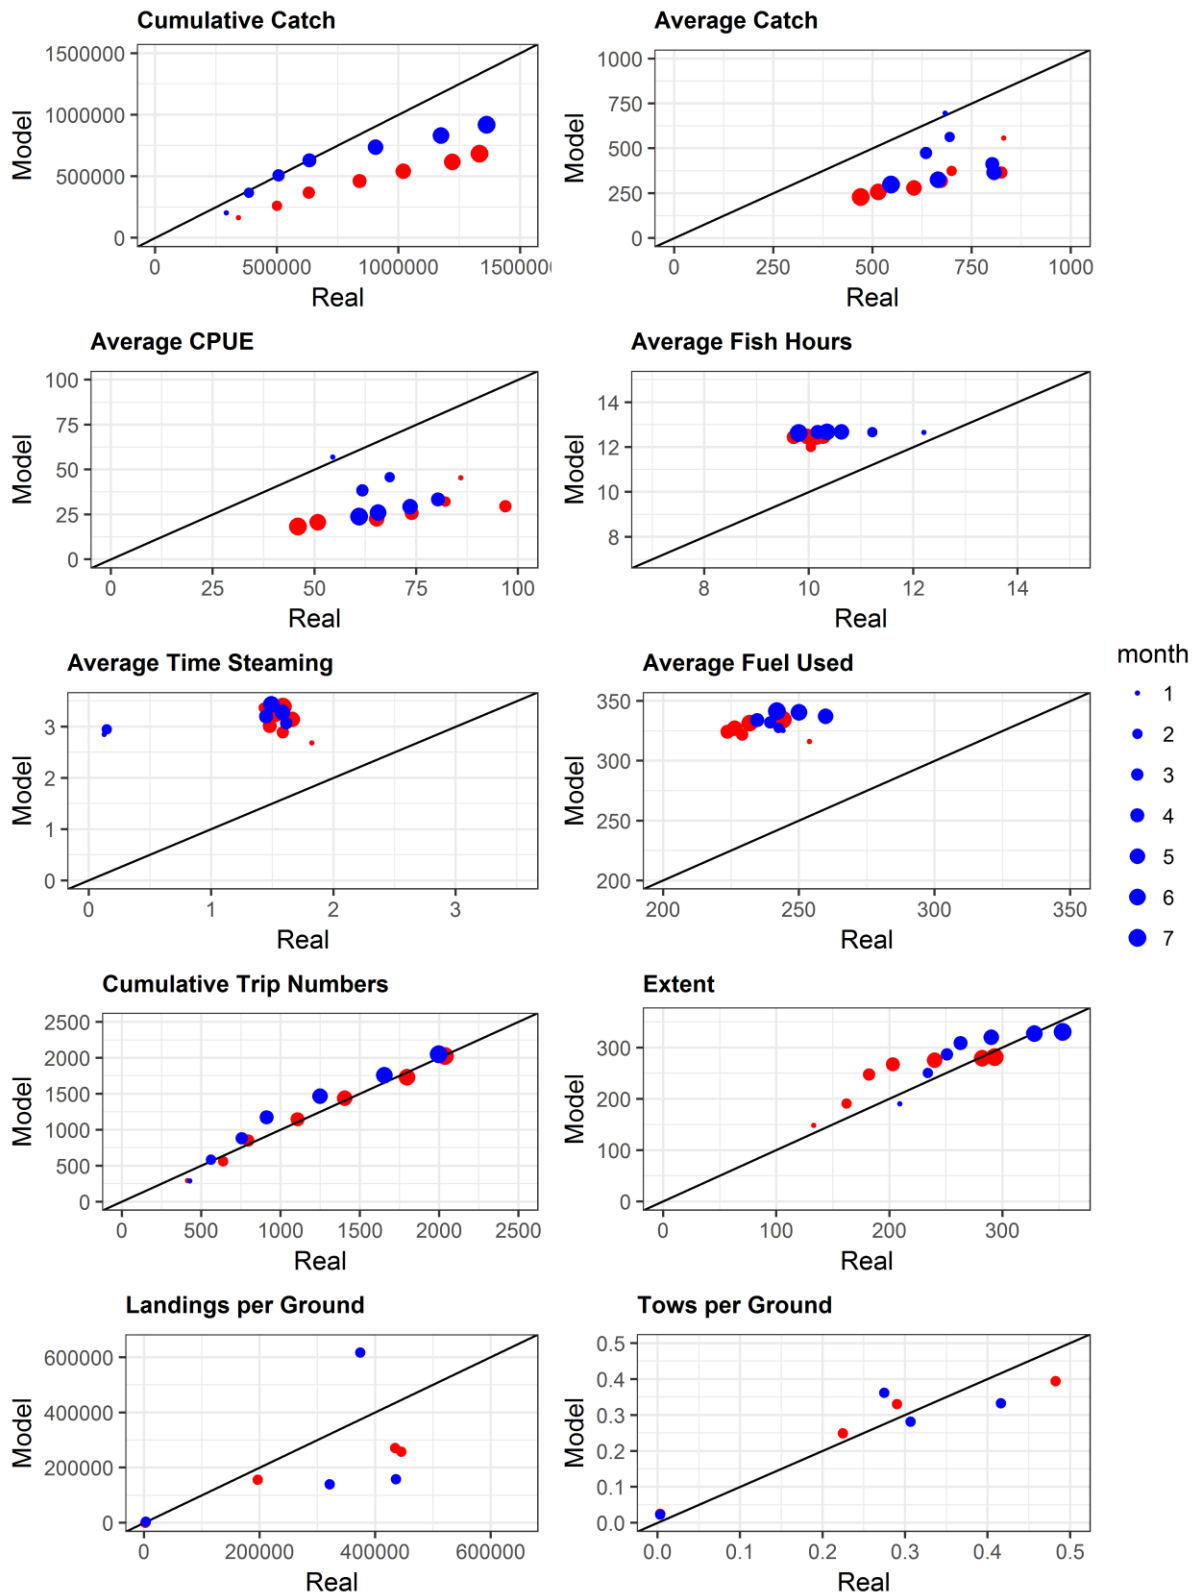 Cumulative Catch
1500000
1000000
500000
0
Model
0 500000 1000000 1500000
Real
Average Catch
1000
750
500
250
0
Model
0 250 500 750 1000
Real
Average CPUE
100
75
50
25
0
Model
0 25 50 75 100
Real
Average Fish Hours
14
12
10
8
Model
8 10 12 14
Real
Average Time Steaming
3
2
1
0
Model
0 1 2 3
Real
Average Fuel Used
350
300
250
200
Model
200 250 300 350
Real
month
1
2
3
4
5
6
7
Cumulative Trip Numbers
2500
2000
1500
1000
500
0
Model
0 500 1000 1500 2000 2500
Real
Extent
300
200
100
0
Model
0 100 200 300
Real
Landings per Ground
600000
400000
200000
0
Model
0 200000 400000 600000
Real
Tows per Ground
0.5
0.4
0.3
0.2
0.1
0.0
Model
0.0 0.1 0.2 0.3 0.4 0.5
Real